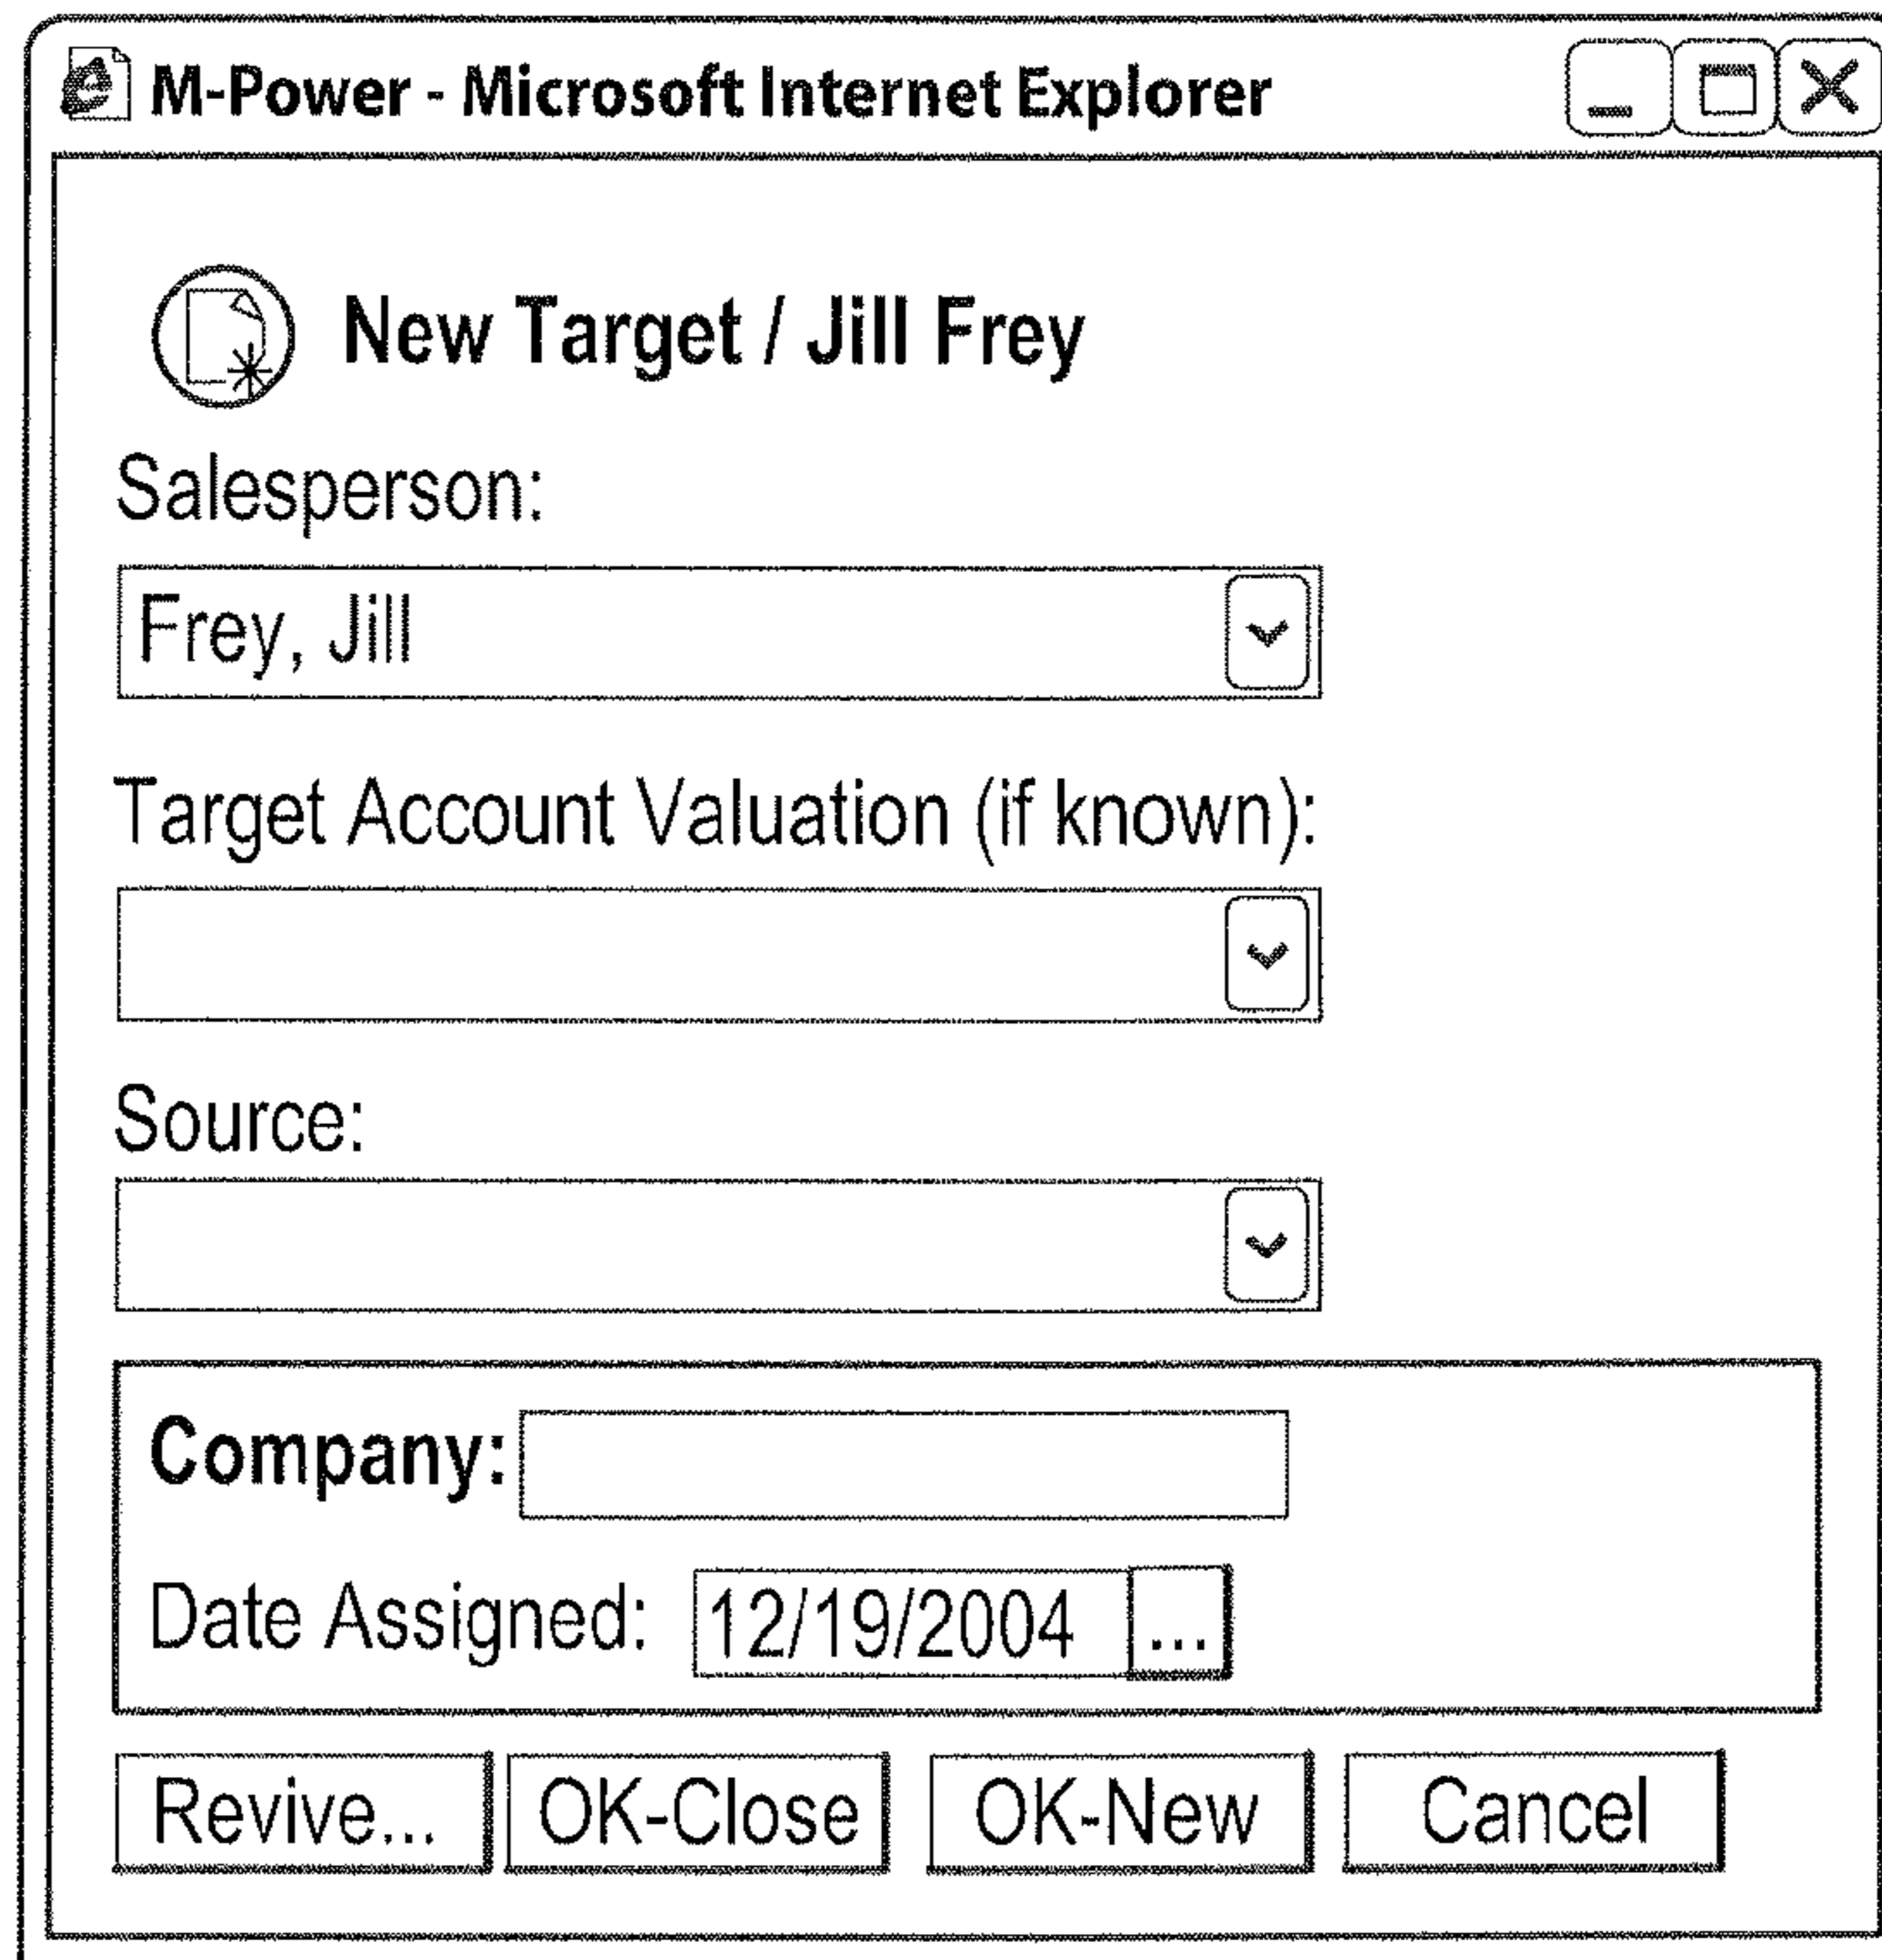 M-Power - Microsoft Internet Explorer
New Target / Jill Frey
Salesperson:
Frey, Jill
Target Account Valuation (if known):
Source:
Company:
Date Assigned: 12/19/2004 ...
Revive... OK-Close OK-New Cancel